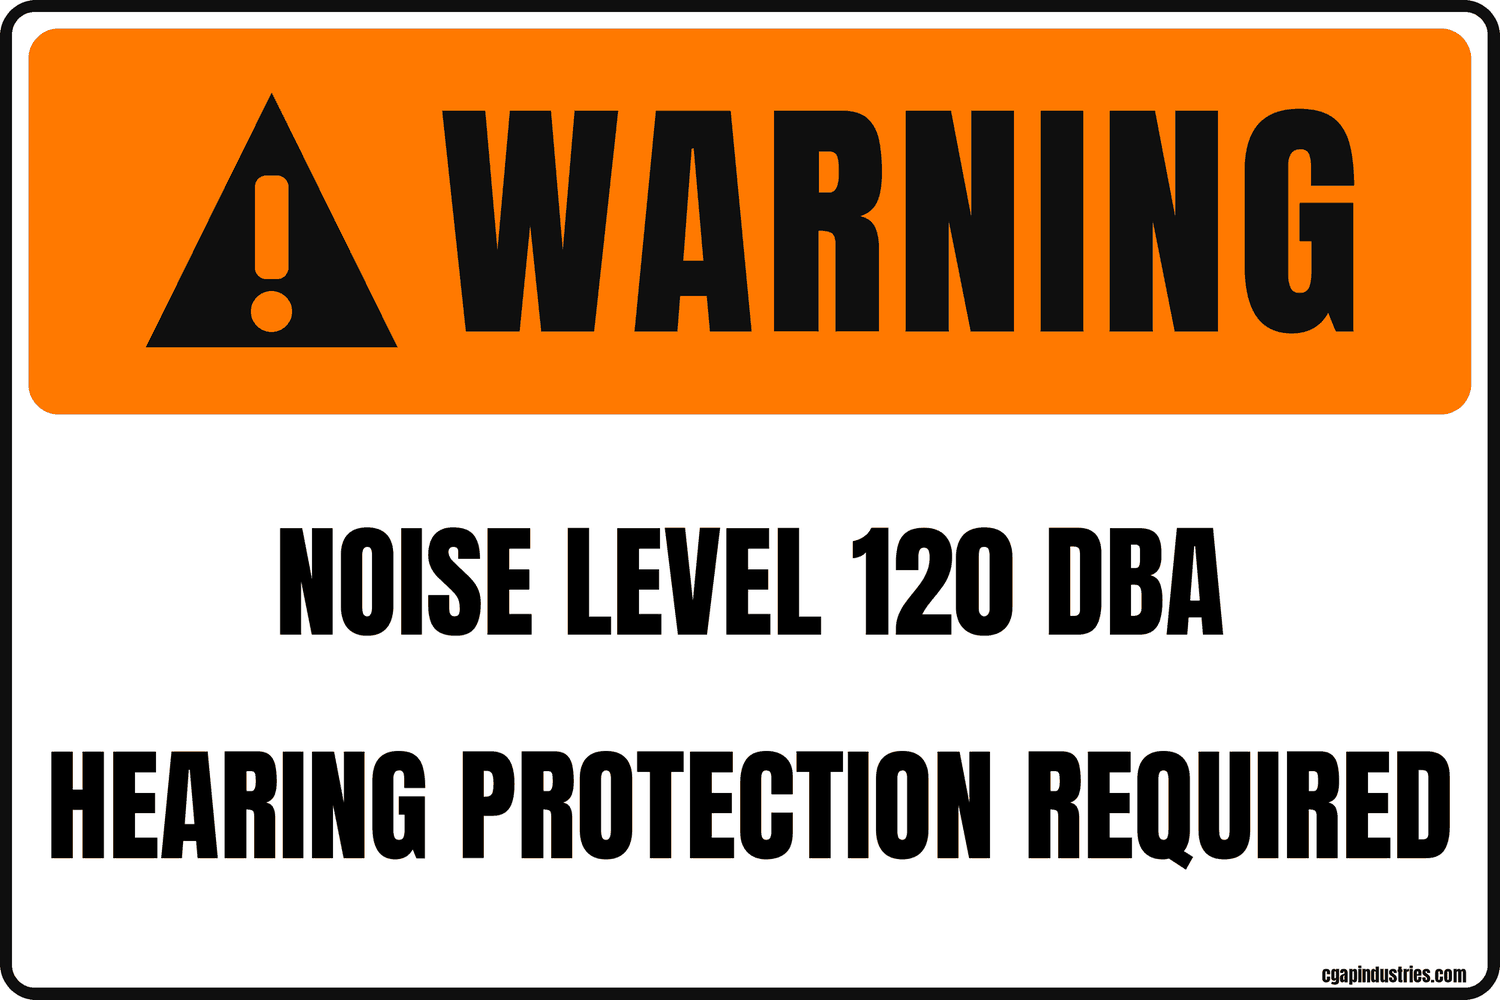 WARNING
NOISE LEVEL 120 DBA
HEARING PROTECTION REQUIRED
cgapindustries.com